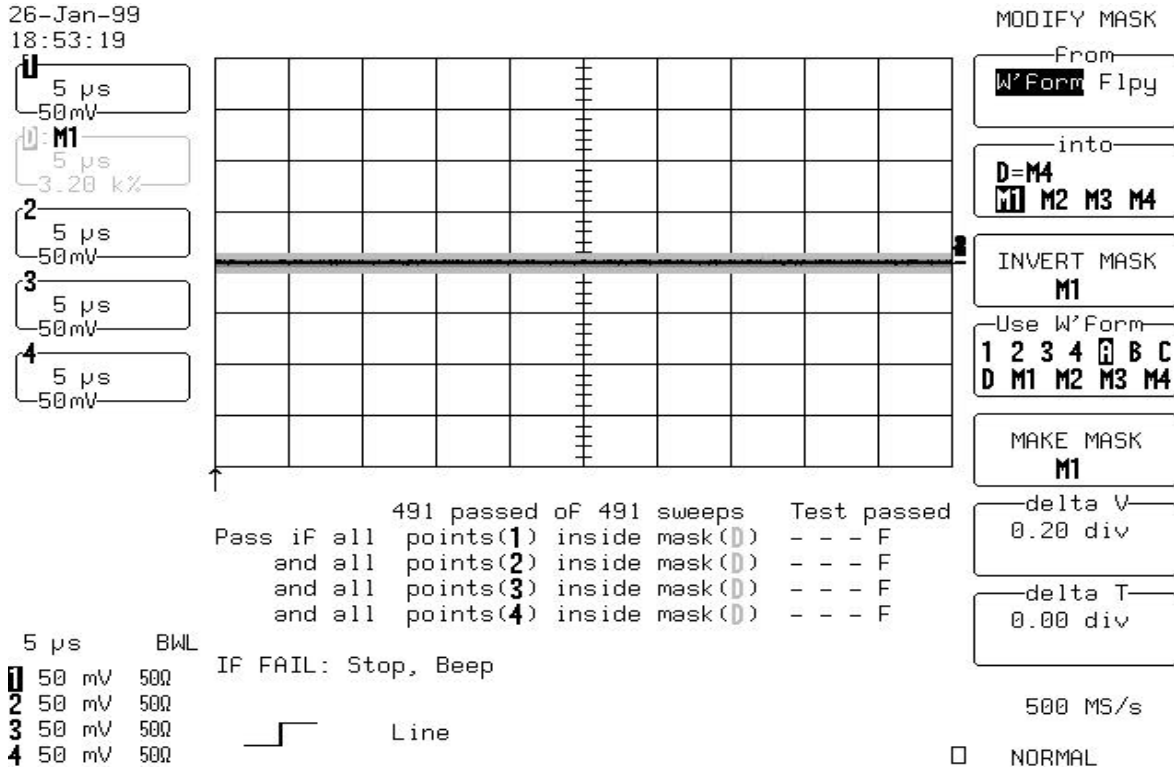 26-Jan-99
18:53:19
1
5 µs
50mV
D:M1
5 µs
3.20 k%
2
5 µs
50mV
3
5 µs
50mV
4
5 µs
50mV
MODIFY MASK
from
W'form Flpy
into
D=M4
M1 M2 M3 M4
INVERT MASK
M1
Use W'form
1 2 3 4 A B C
D M1 M2 M3 M4
MAKE MASK
M1
delta V
0.20 div
delta T
0.00 div
491 passed of 491 sweeps Test passed
Pass if all points(1) inside mask(D) - - - F
and all points(2) inside mask(D) - - - F
and all points(3) inside mask(D) - - - F
and all points(4) inside mask(D) - - - F
IF FAIL: Stop, Beep
5 µs BWL
1 50 mV 50Ω
2 50 mV 50Ω
3 50 mV 50Ω
4 50 mV 50Ω
Line
500 MS/s
NORMAL